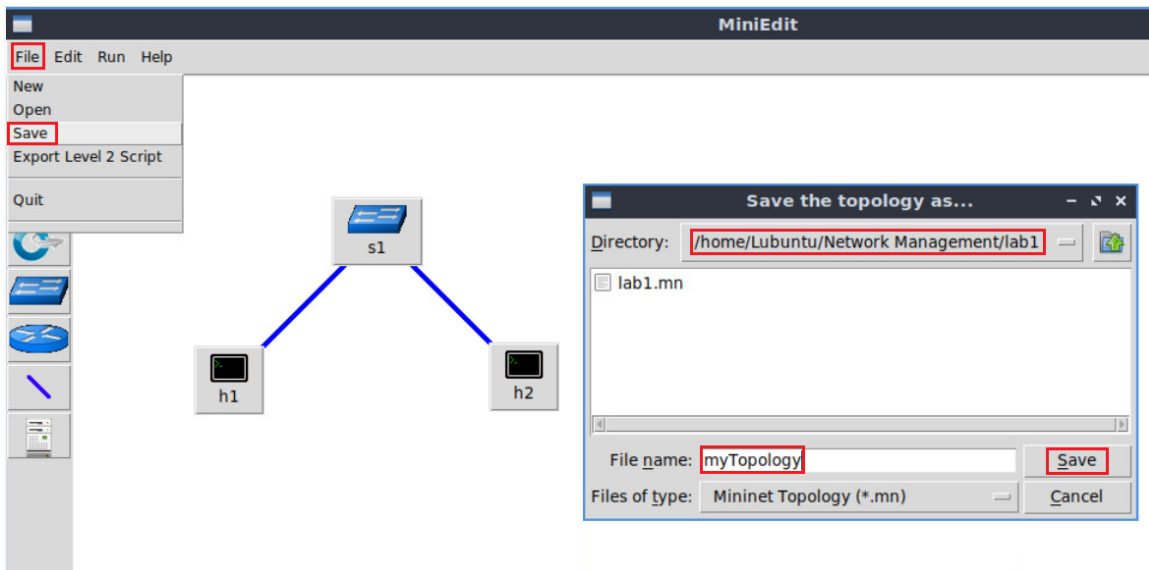 MiniEdit
File Edit Run Help
New
Open
Save
Export Level 2 Script
Quit
s1
h1
h2
Save the topology as...
Directory: /home/Lubuntu/Network Management/lab1
lab1.mn
File name: myTopology Save
Files of type: Mininet Topology (*.mn) Cancel